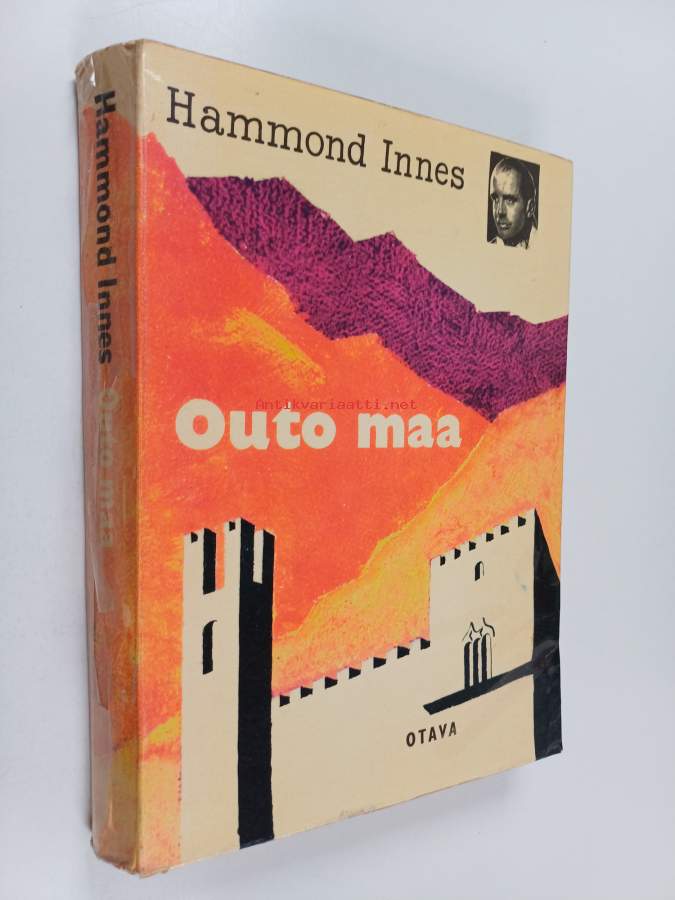 Hammond Innes
Hammond Innes Outo maa
Antikvariaatti.net
Outo maa
OTAVA